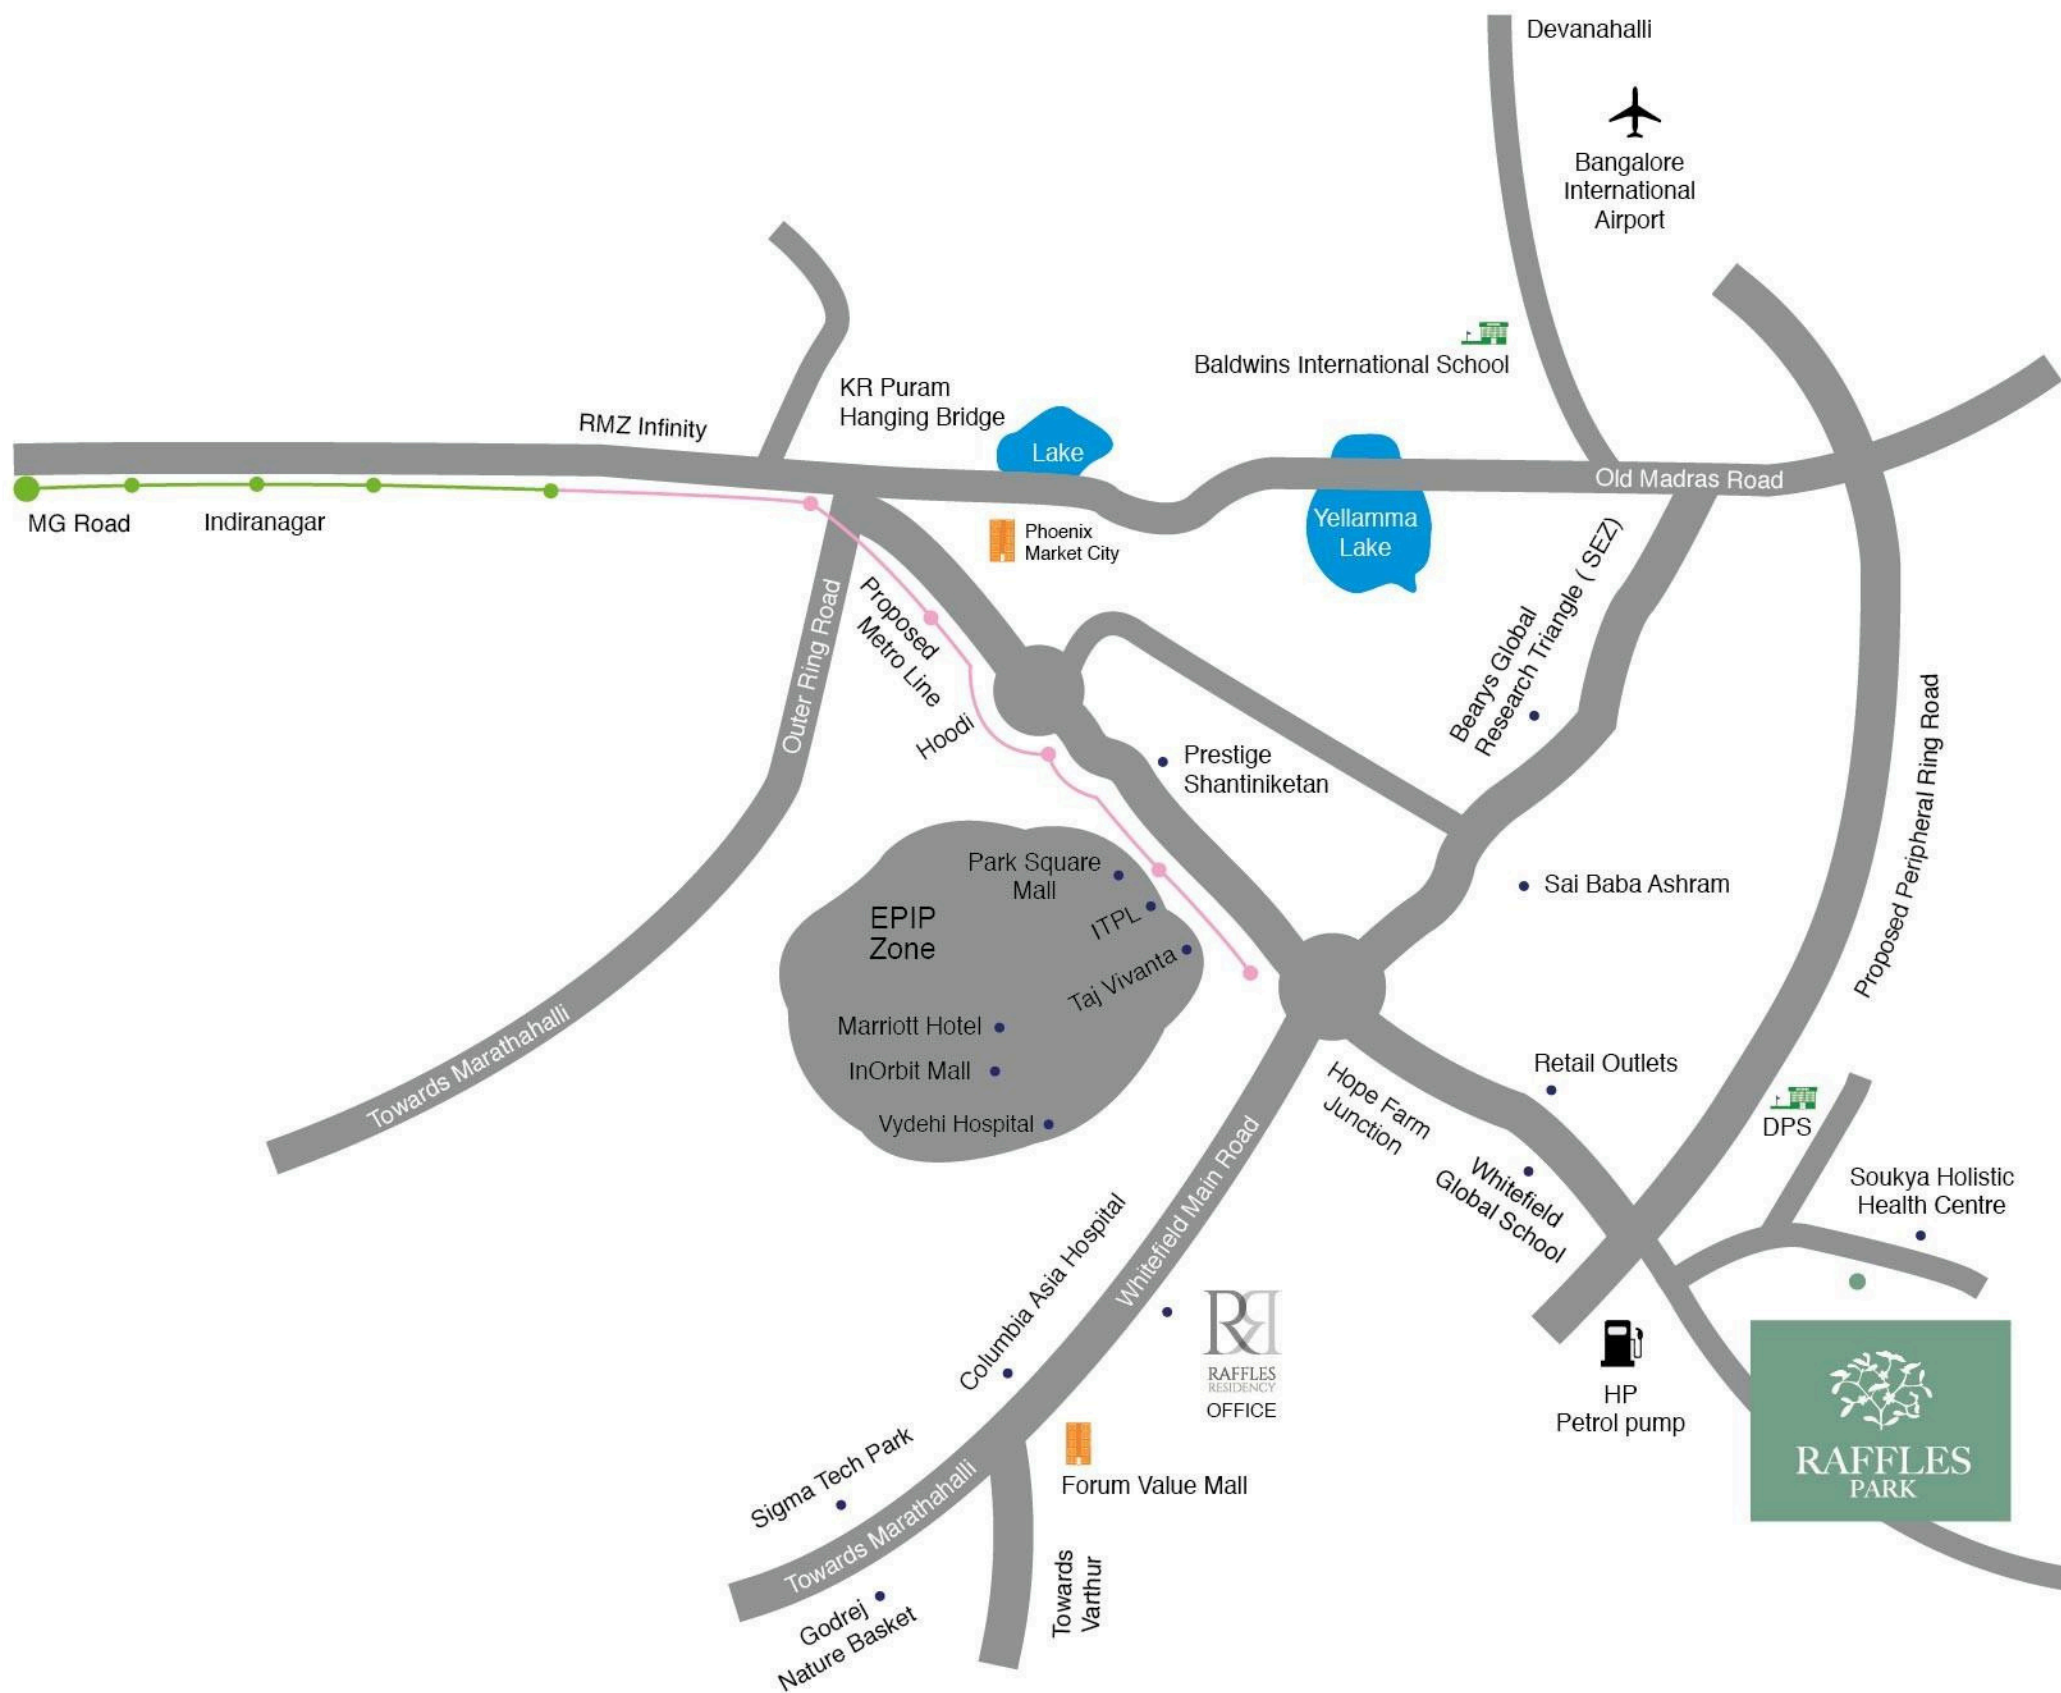 Devanahalli
Bangalore
International
Airport
Baldwins International School
KR Puram
Hanging Bridge
RMZ Infinity
Lake
Old Madras Road
MG Road
Indiranagar
Phoenix
Market City
Yellamma
Lake
Bearys Global
Research Triangle ( SEZ)
Outer Ring Road
Proposed
Metro Line
Hoodi
Prestige
Shantiniketan
Proposed Peripheral Ring Road
Park Square
Mall
EPIP
Zone
ITPL
Taj Vivanta
Sai Baba Ashram
Marriott Hotel
InOrbit Mall
Vydehi Hospital
Towards Marathahalli
Hope Farm
Junction
Retail Outlets
Whitefield
Global School
DPS
Soukya Holistic
Health Centre
Whitefield Main Road
Columbia Asia Hospital
RR
RAFFLES
RESIDENCY
OFFICE
HP
Petrol pump
RAFFLES
PARK
Sigma Tech Park
Forum Value Mall
Towards Marathahalli
Towards
Varthur
Godrej
Nature Basket